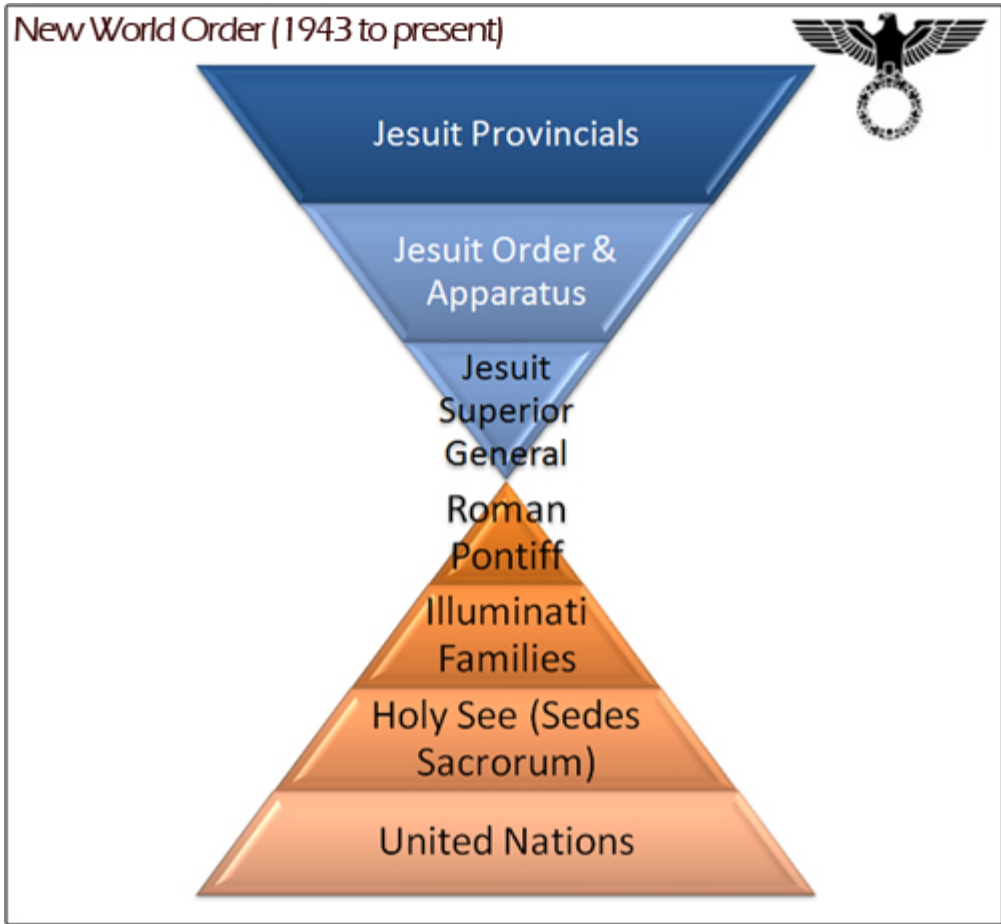 New World Order (1943 to present)
Jesuit Provincials
Jesuit Order &
Apparatus
Jesuit
Superior
General
Roman
Pontiff
Illuminati
Families
Holy See (Sedes
Sacrorum)
United Nations